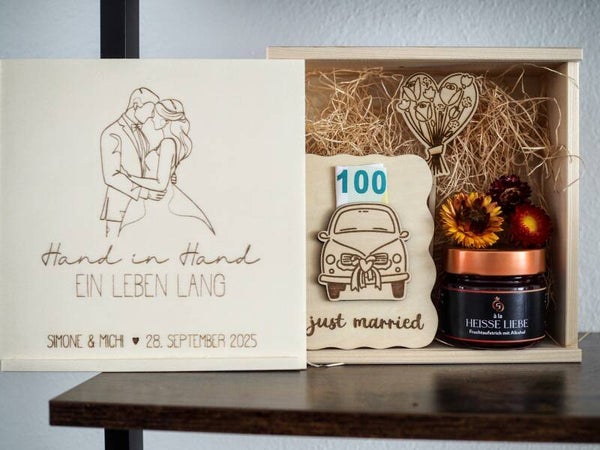 Hand in Hand
EIN LEBEN LANG
SIMONE & MICHI ♥ 28. SEPTEMBER 2025
100
just married
à la
HEISSE LIEBE
Fruchtaufstrich mit Alkohol